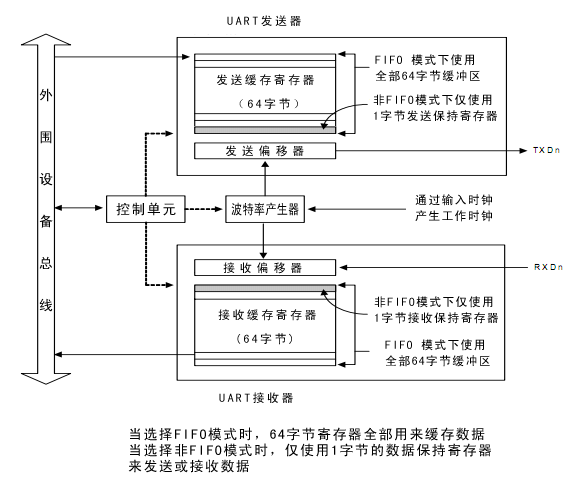 UART发送器
FIFO 模式下使用
全部64字节缓冲区
发送缓存寄存器
(64字节)
非FIFO模式下仅使用
1字节发送保持寄存器
发送偏移器
TXDn
外围设备总线
控制单元
波特率产生器
通过输入时钟
产生工作时钟
接收偏移器
RXDn
非FIFO模式下仅使用
1字节接收保持寄存器
接收缓存寄存器
(64字节)
FIFO 模式下使用
全部64字节缓冲区
UART接收器
当选择FIFO模式时，64字节寄存器全部用来缓存数据
当选择非FIFO模式时，仅使用1字节的数据保持寄存器
来发送或接收数据